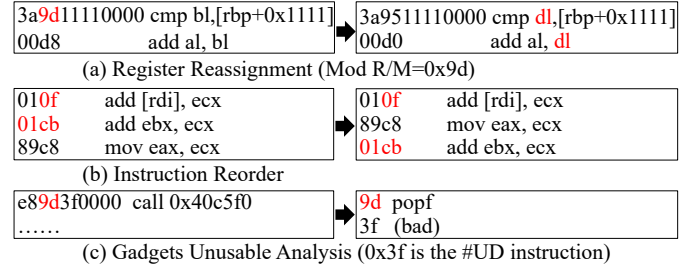 3a9d11110000 cmp bl,[rbp+0x1111] 3a9511110000 cmp dl,[rbp+0x1111]
00d8 add al, bl 00d0 add al, dl
(a) Register Reassignment (Mod R/M=0x9d)
010f add [rdi], ecx 010f add [rdi], ecx
01cb add ebx, ecx 89c8 mov eax, ecx
89c8 mov eax, ecx 01cb add ebx, ecx
(b) Instruction Reorder
e89d3f0000 call 0x40c5f0 9d popf
...... 3f (bad)
(c) Gadgets Unusable Analysis (0x3f is the #UD instruction)